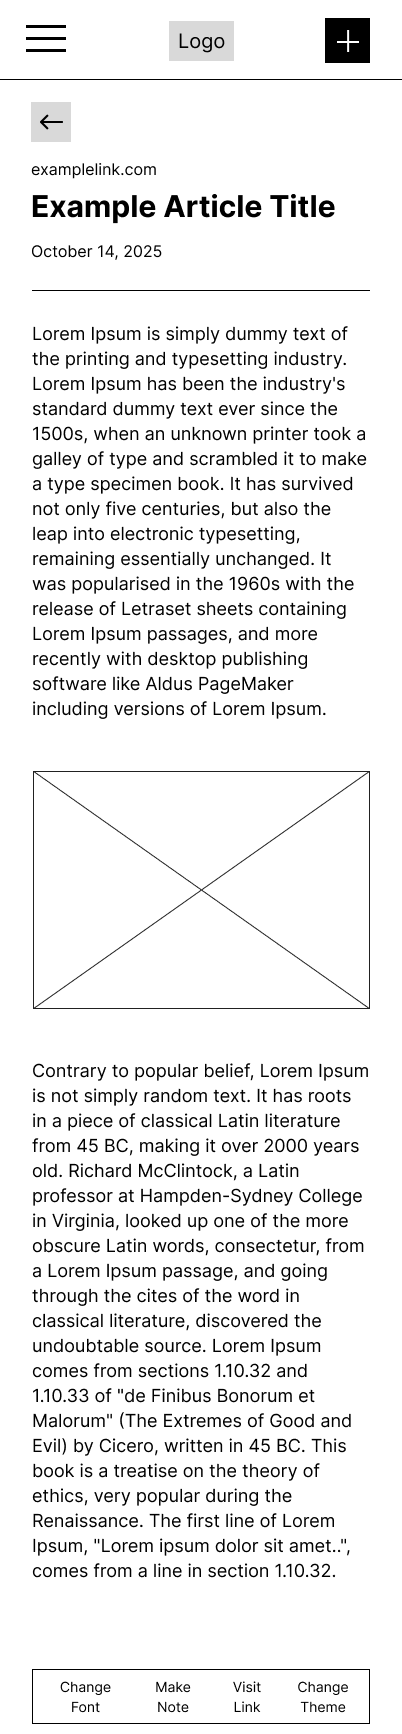 Logo
examplelink.com
Example Article Title
October 14, 2025
Lorem Ipsum is simply dummy text of
the printing and typesetting industry.
Lorem Ipsum has been the industry's
standard dummy text ever since the
1500s, when an unknown printer took a
galley of type and scrambled it to make
a type specimen book. It has survived
not only five centuries, but also the
leap into electronic typesetting,
remaining essentially unchanged. It
was popularised in the 1960s with the
release of Letraset sheets containing
Lorem Ipsum passages, and more
recently with desktop publishing
software like Aldus PageMaker
including versions of Lorem Ipsum.
Contrary to popular belief, Lorem Ipsum
is not simply random text. It has roots
in a piece of classical Latin literature
from 45 BC, making it over 2000 years
old. Richard McClintock, a Latin
professor at Hampden-Sydney College
in Virginia, looked up one of the more
obscure Latin words, consectetur, from
a Lorem Ipsum passage, and going
through the cites of the word in
classical literature, discovered the
undoubtable source. Lorem Ipsum
comes from sections 1.10.32 and
1.10.33 of "de Finibus Bonorum et
Malorum" (The Extremes of Good and
Evil) by Cicero, written in 45 BC. This
book is a treatise on the theory of
ethics, very popular during the
Renaissance. The first line of Lorem
Ipsum, "Lorem ipsum dolor sit amet..",
comes from a line in section 1.10.32.
Change
Font
Make
Note
Visit
Link
Change
Theme